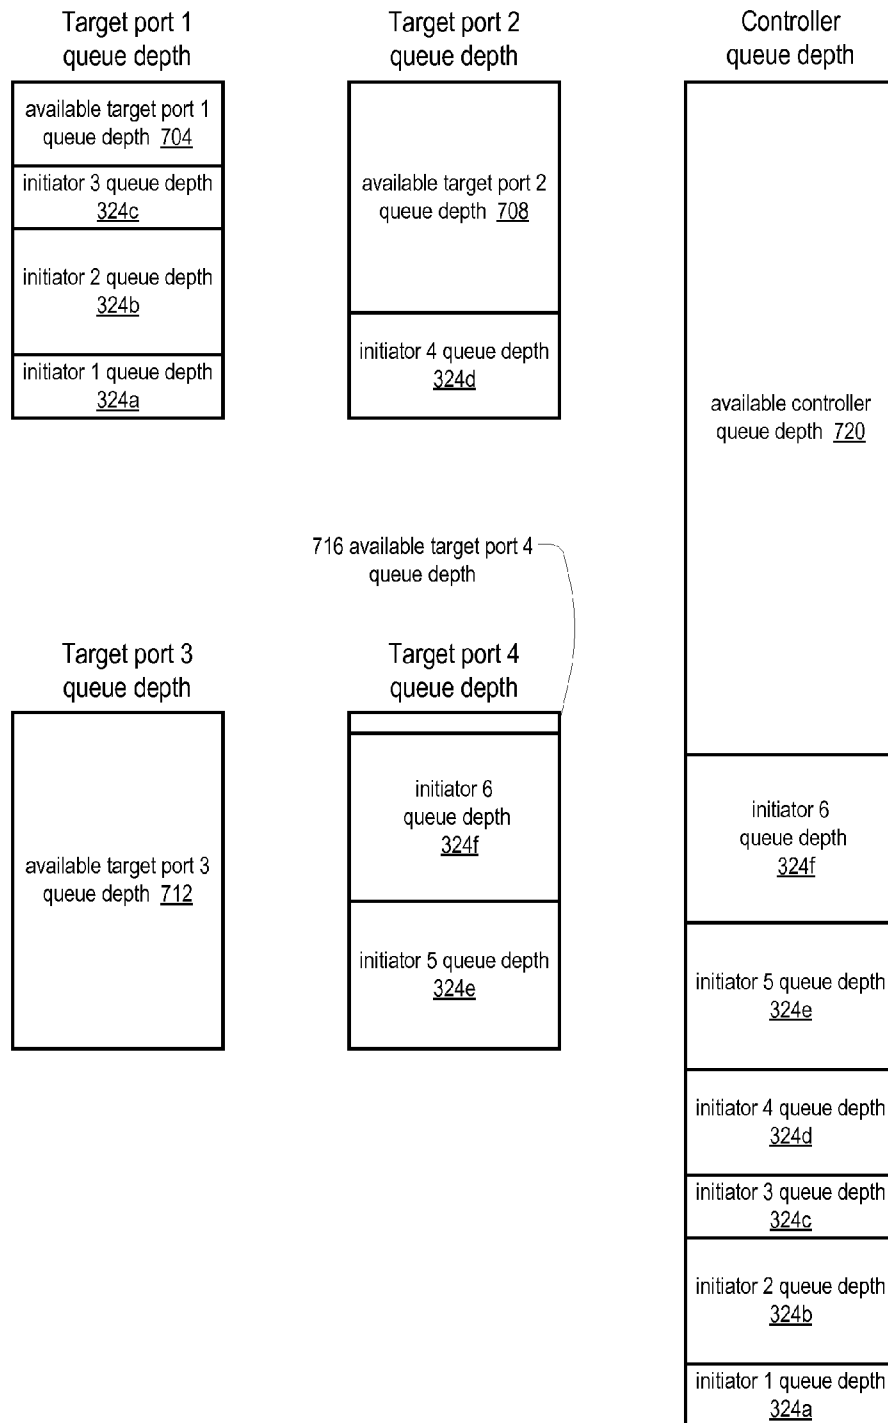 Target port 1
queue depth
available target port 1
queue depth 704
initiator 3 queue depth
324c
initiator 2 queue depth
324b
initiator 1 queue depth
324a
Target port 2
queue depth
available target port 2
queue depth 708
initiator 4 queue depth
324d
Target port 3
queue depth
available target port 3
queue depth 712
716 available target port 4
queue depth
Target port 4
queue depth
initiator 6
queue depth
324f
initiator 5 queue depth
324e
Controller
queue depth
available controller
queue depth 720
initiator 6
queue depth
324f
initiator 5 queue depth
324e
initiator 4 queue depth
324d
initiator 3 queue depth
324c
initiator 2 queue depth
324b
initiator 1 queue depth
324a